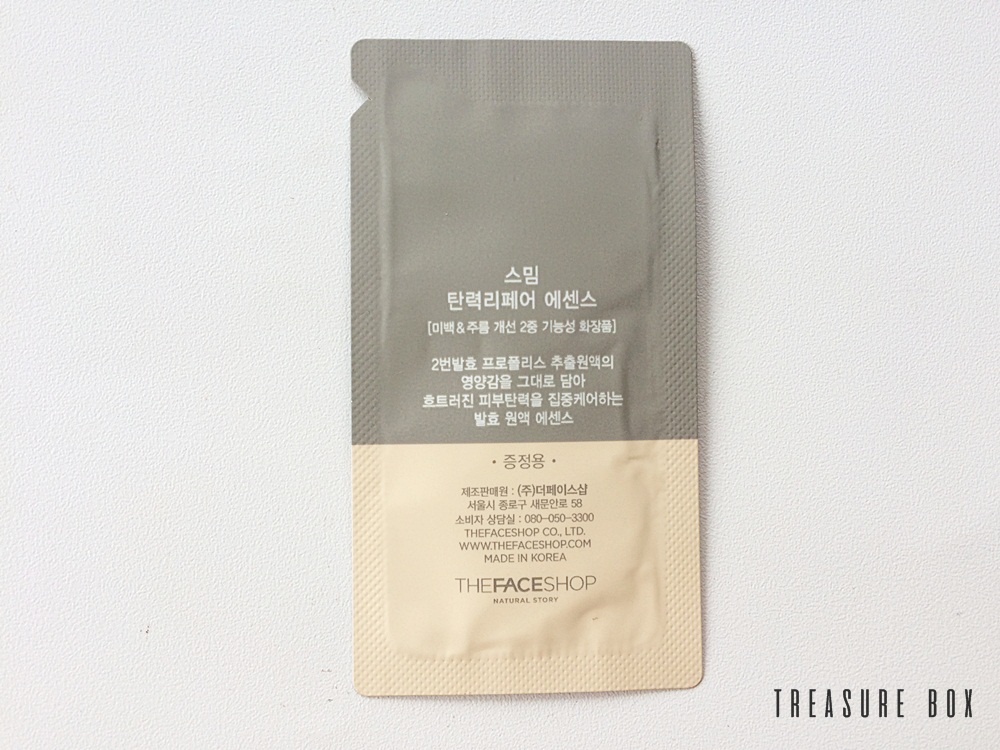 스밈
탄력리페어 에센스
[미백&주름 개선 2중 기능성 화장품]
2번발효 프로폴리스 추출원액의
영양감을 그대로 담아
흐트러진 피부탄력을 집중케어하는
발효 원액 에센스
• 증정용 •
제조판매원 : (주)더페이스샵
서울시 종로구 새문안로 58
소비자 상담실 : 080-050-3300
THEFACESHOP CO., LTD.
WWW.THEFACESHOP.COM
MADE IN KOREA
THEFACESHOP
NATURAL STORY
TREASURE BOX